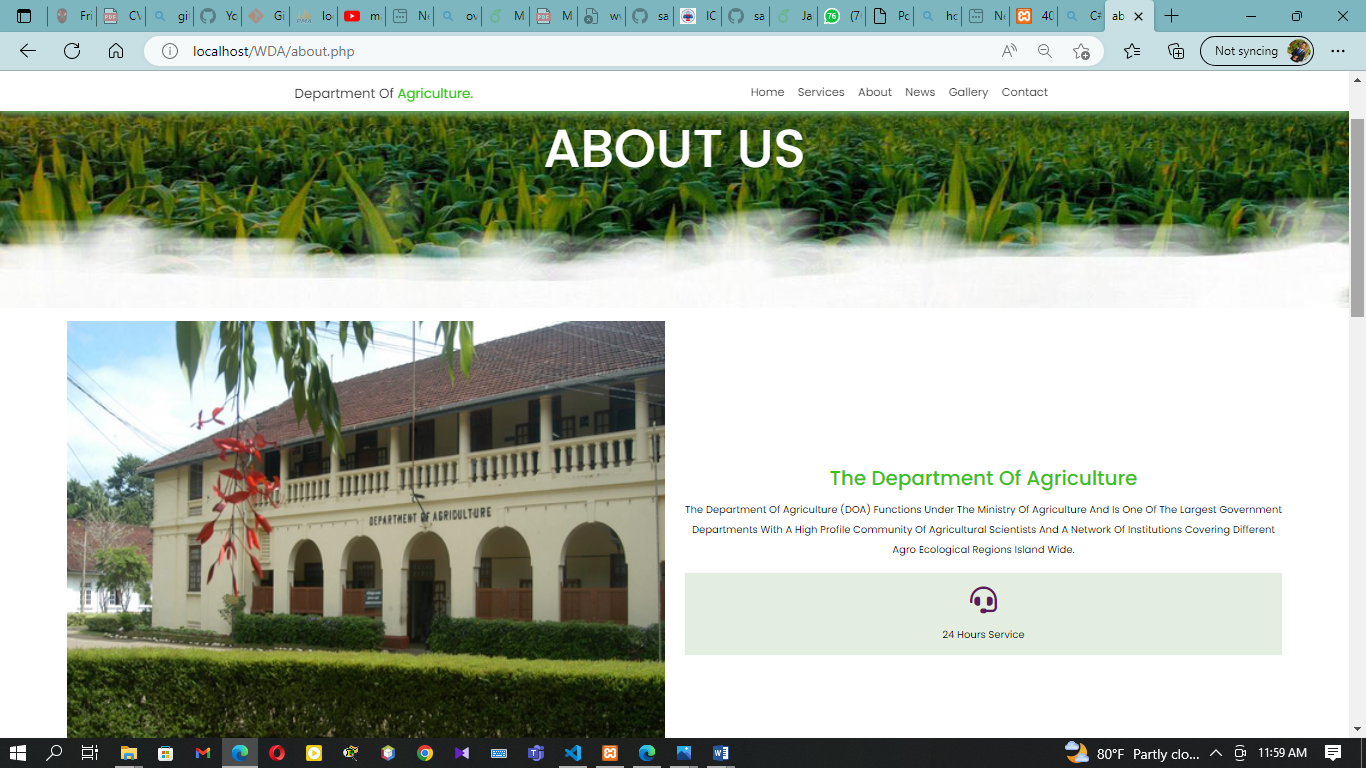 Fri
CV
git
Yo
Gi
loc
m
Ne
ov
M
M
wv
sa
IC
sa
Ja
76
(7
Pc
hc
Ne
40
C#
ab
localhost/WDA/about.php
Not syncing
Department Of Agriculture.
Home Services About News Gallery Contact
ABOUT US
DEPARTMENT OF AGRICULTURE
The Department Of Agriculture
The Department Of Agriculture (DOA) Functions Under The Ministry Of Agriculture And Is One Of The Largest Government
Departments With A High Profile Community Of Agricultural Scientists And A Network Of Institutions Covering Different
Agro Ecological Regions Island Wide.
24 Hours Service
80°F Partly clo... 11:59 AM